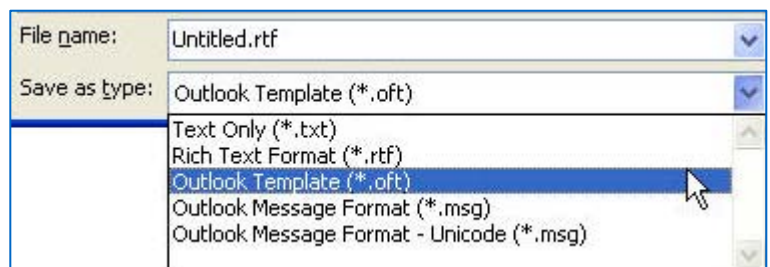 File name: Untitled.rtf
Save as type: Outlook Template (*.oft)
Text Only (*.txt)
Rich Text Format (*.rtf)
Outlook Template (*.oft)
Outlook Message Format (*.msg)
Outlook Message Format - Unicode (*.msg)